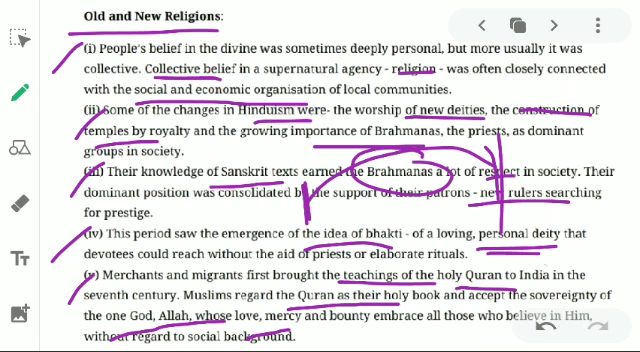 Old and New Religions:
(i) People's belief in the divine was sometimes deeply personal, but more usually it was
collective. Collective belief in a supernatural agency - religion - was often closely connected
with the social and economic organisation of local communities.
(ii) Some of the changes in Hinduism were- the worship of new deities, the construction of
temples by royalty and the growing importance of Brahmanas, the priests, as dominant
groups in society.
(iii) Their knowledge of Sanskrit texts earned the Brahmanas a lot of respect in society. Their
dominant position was consolidated by the support of their patrons - new rulers searching
for prestige.
(iv) This period saw the emergence of the idea of bhakti - of a loving, personal deity that
devotees could reach without the aid of priests or elaborate rituals.
(v) Merchants and migrants first brought the teachings of the holy Quran to India in the
seventh century. Muslims regard the Quran as their holy book and accept the sovereignty of
the one God, Allah, whose love, mercy and bounty embrace all those who believe in Him,
without regard to social background.